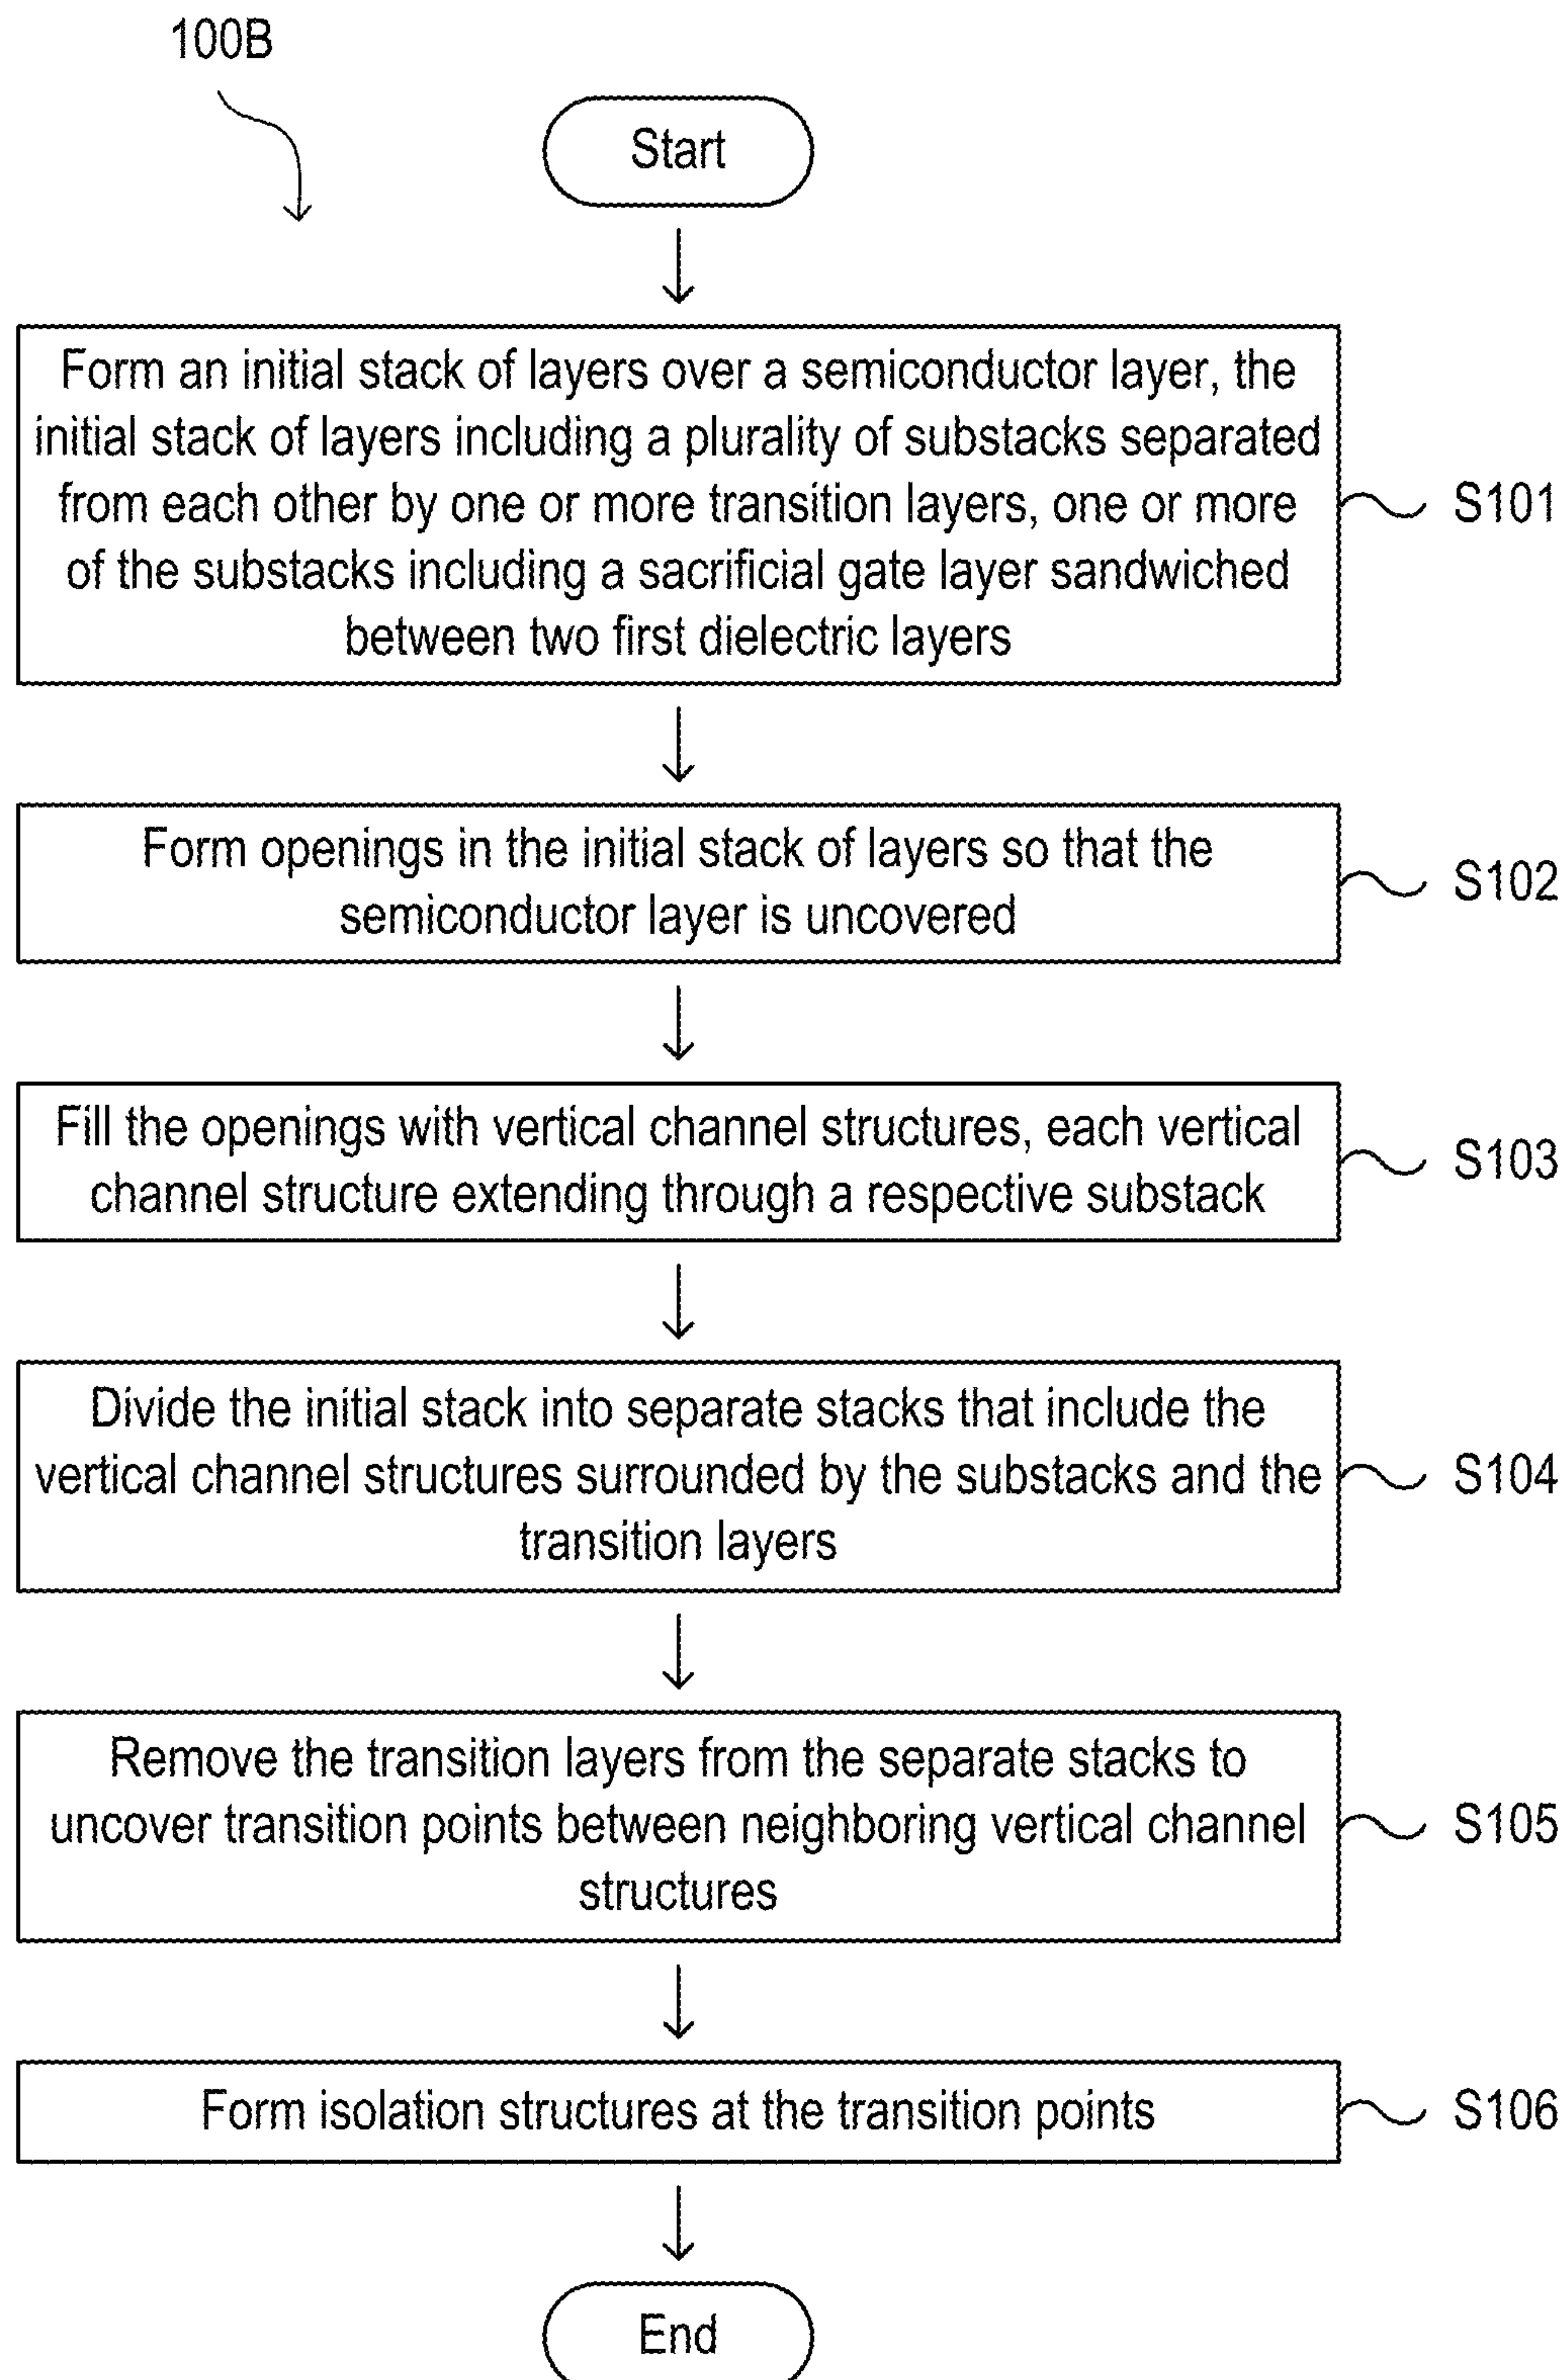 100B
Start
Form an initial stack of layers over a semiconductor layer, the
initial stack of layers including a plurality of substacks separated
from each other by one or more transition layers, one or more
of the substacks including a sacrificial gate layer sandwiched
between two first dielectric layers
S101
Form openings in the initial stack of layers so that the
semiconductor layer is uncovered
S102
Fill the openings with vertical channel structures, each vertical
channel structure extending through a respective substack
S103
Divide the initial stack into separate stacks that include the
vertical channel structures surrounded by the substacks and the
transition layers
S104
Remove the transition layers from the separate stacks to
uncover transition points between neighboring vertical channel
structures
S105
Form isolation structures at the transition points
S106
End